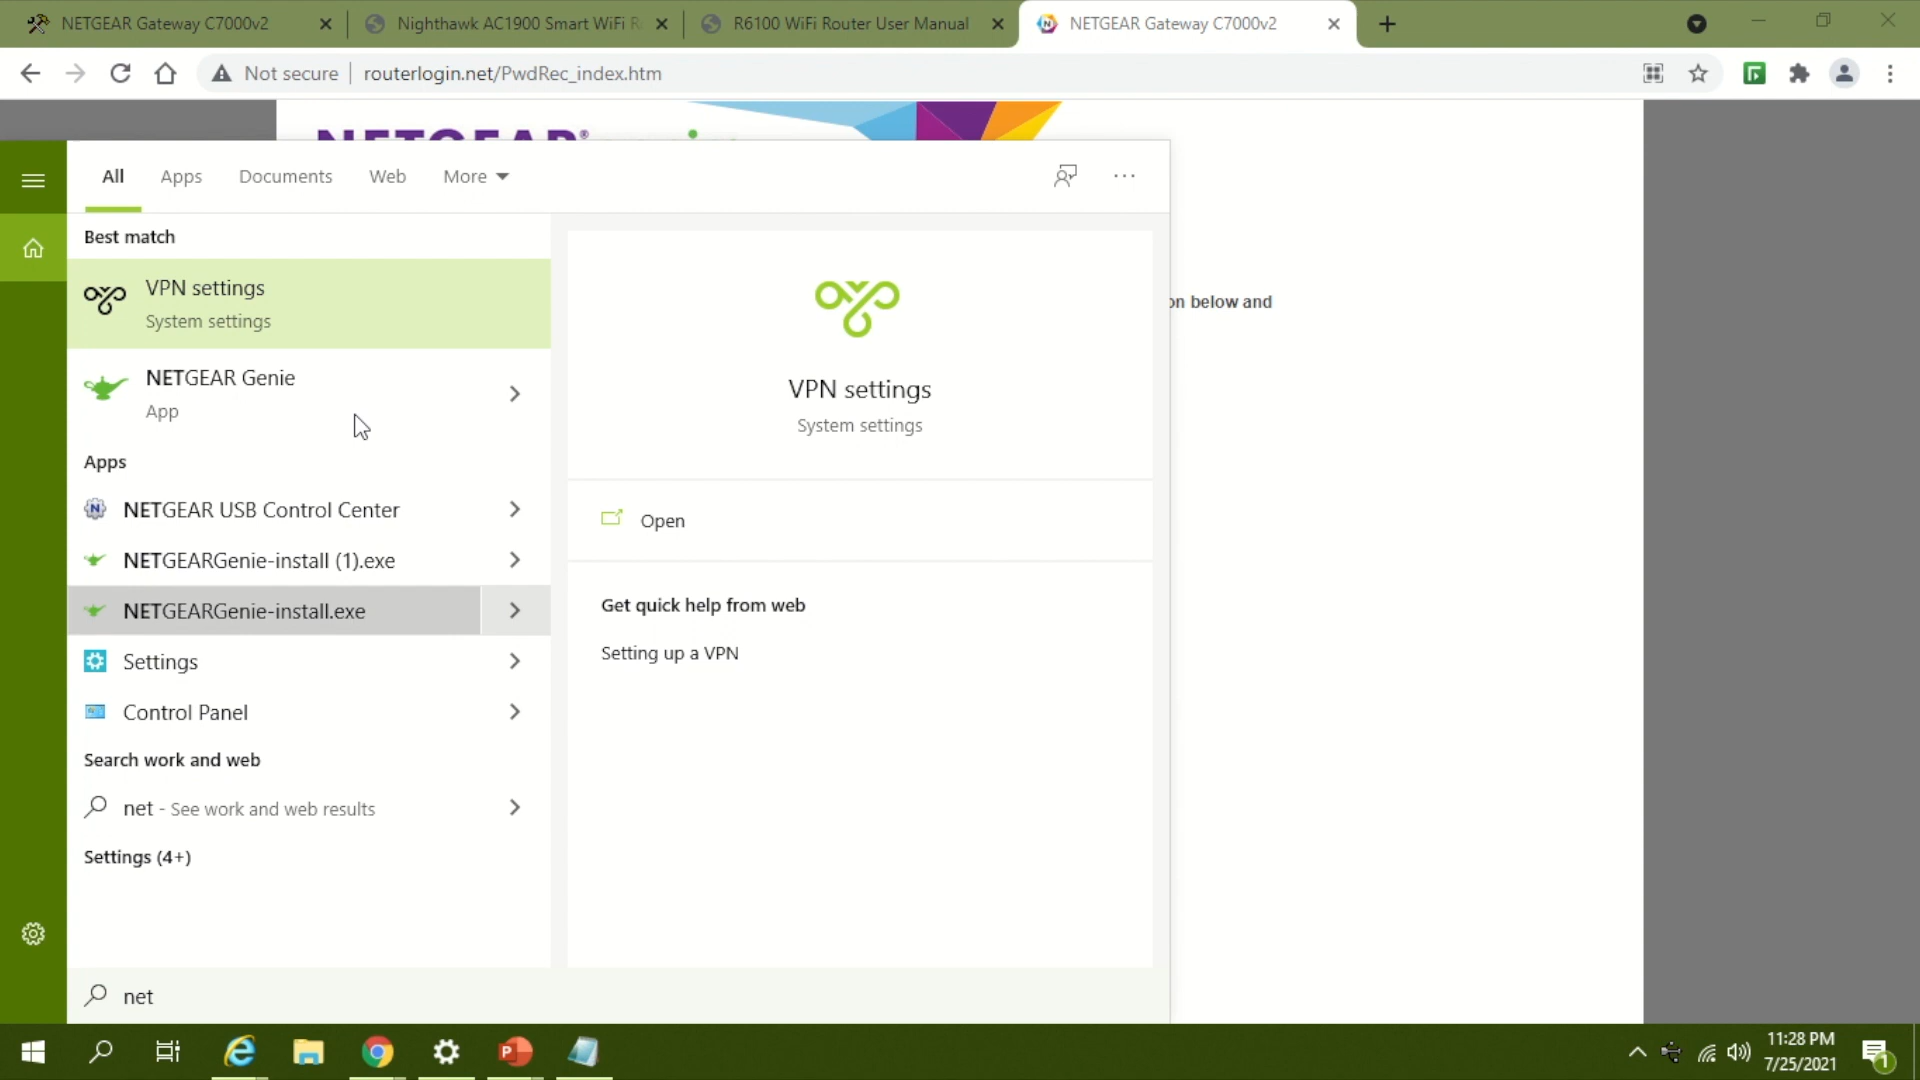 NETGEAR Gateway C7000v2
Nighthawk AC1900 Smart WiFi R
R6100 WiFi Router User Manual
NETGEAR Gateway C7000v2
Not secure
routerlogin.net/PwdRec_index.htm
All
Apps
Documents
Web
More
Best match
VPN settings
System settings
NETGEAR Genie
App
Apps
NETGEAR USB Control Center
NETGEARGenie-install (1).exe
NETGEARGenie-install.exe
Settings
Control Panel
Search work and web
net - See work and web results
Settings (4+)
net
VPN settings
System settings
Open
Get quick help from web
Setting up a VPN
on below and
11:28 PM
7/25/2021
1